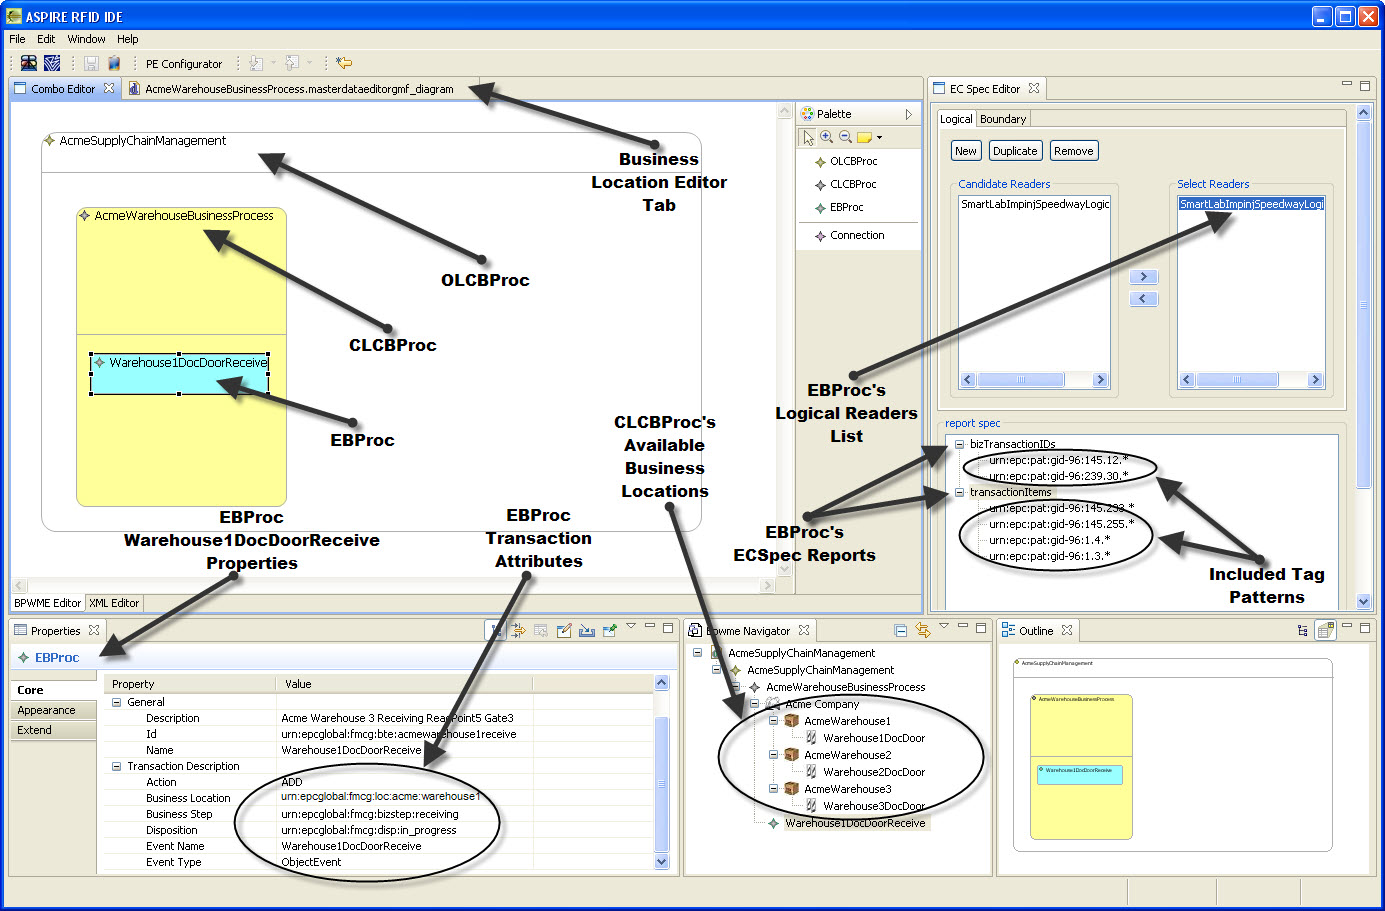 ASPIRE RFID IDE
File Edit Window Help
PE Configurator
Combo Editor
AcmeWarehouseBusinessProcess.masterdataeditorgmf_diagram
AcmeSupplyChainManagement
AcmeWarehouseBusinessProcess
Warehouse1DocDoorReceive
Business
Location Editor
Tab
OLCBProc
CLCBProc
EBProc
CLCBProc's
Available
Business
Locations
EBProc
Warehouse1DocDoorReceive
Properties
EBProc
Transaction
Attributes
BPWME Editor
XML Editor
Palette
OLCBProc
CLCBProc
EBProc
Connection
EBProc's
Logical Readers
List
EBProc's
ECSpec Reports
EC Spec Editor
Logical
Boundary
New
Duplicate
Remove
Candidate Readers
SmartLabImpinjSpeedwayLogic
Select Readers
SmartLabImpinjSpeedwayLogi
report spec
bizTransactionIDs
urn:epc:pat:gid-96:145.12.*
urn:epc:pat:gid-96:239.30.*
transactionItems
urn:epc:pat:gid-96:145.233.*
urn:epc:pat:gid-96:145.255.*
urn:epc:pat:gid-96:1.4.*
urn:epc:pat:gid-96:1.3.*
Included Tag
Patterns
Properties
EBProc
Core
Appearance
Extend
Property Value
General
Description Acme Warehouse 3 Receiving ReadPoint5 Gate3
Id urn:epcglobal:fmcg:bte:acmewarehouse1receive
Name Warehouse1DocDoorReceive
Transaction Description
Action ADD
Business Location urn:epcglobal:fmcg:loc:acme:warehouse1
Business Step urn:epcglobal:fmcg:bizstep:receiving
Disposition urn:epcglobal:fmcg:disp:in_progress
Event Name Warehouse1DocDoorReceive
Event Type ObjectEvent
Bpwme Navigator
AcmeSupplyChainManagement
AcmeSupplyChainManagement
AcmeWarehouseBusinessProcess
Acme Company
AcmeWarehouse1
Warehouse1DocDoor
AcmeWarehouse2
Warehouse2DocDoor
AcmeWarehouse3
Warehouse3DocDoor
Warehouse1DocDoorReceive
Outline
AcmeSupplyChainManagement
AcmeWarehouseBusinessProcess
Warehouse1DocDoorReceive